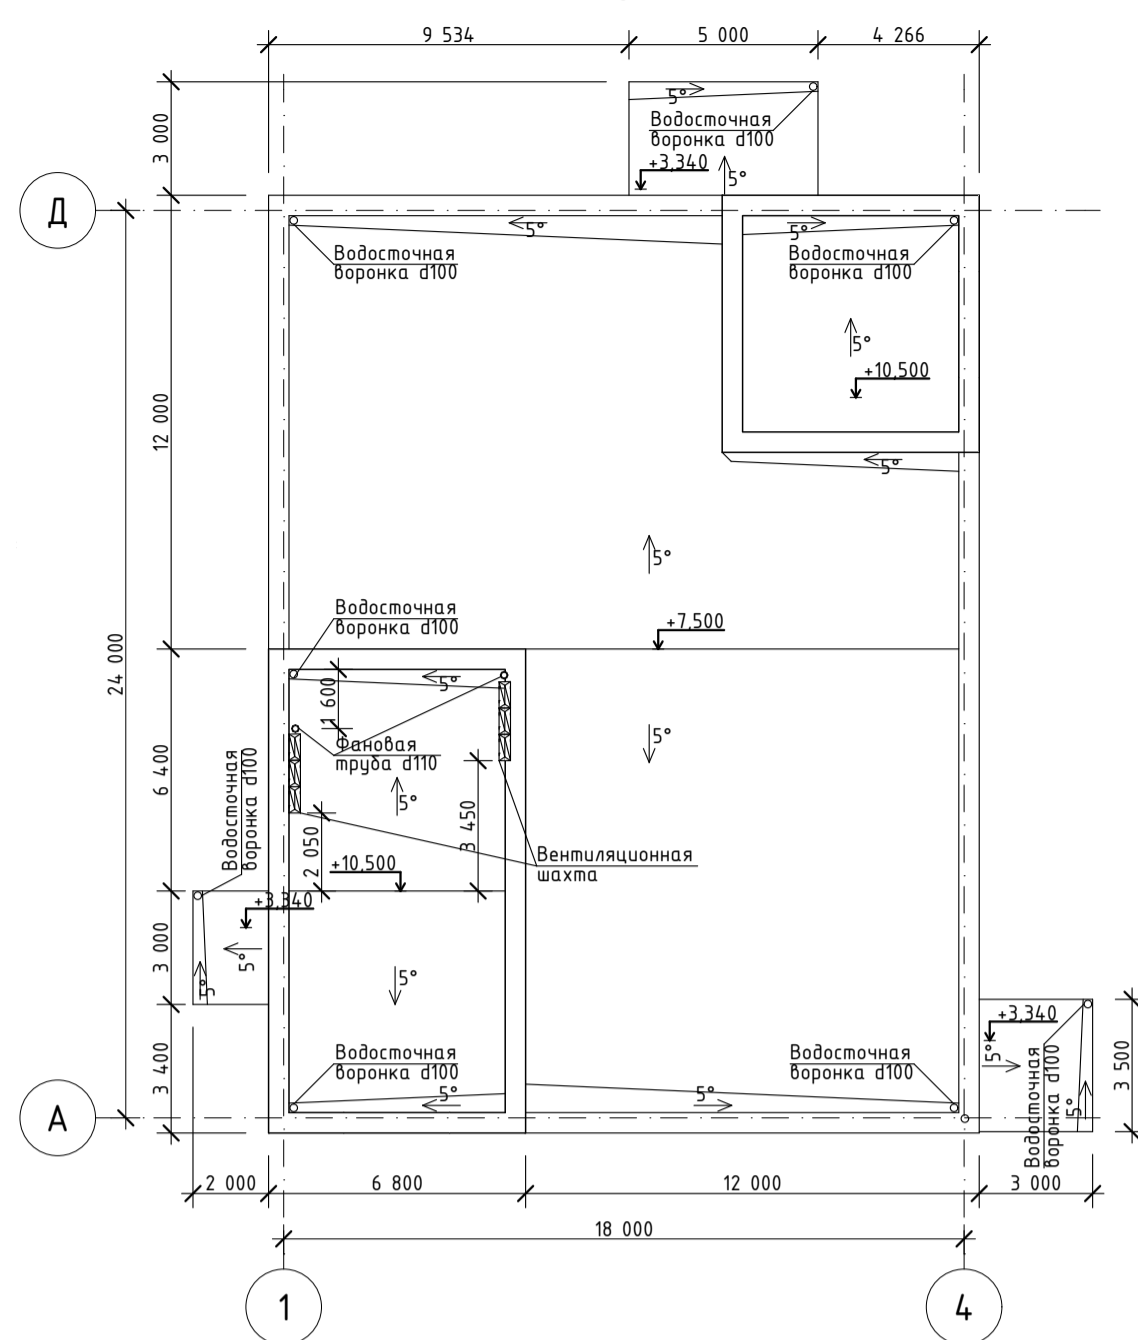 9 534
5 000
4 266
3 000
5°
Водосточная
воронка d100
+3,340
5°
Д
5°
Водосточная
воронка d100
5°
Водосточная
воронка d100
5°
+10,500
12 000
5°
5°
+7,500
24 000
Водосточная
воронка d100
5°
1 600
Фановая
труба d110
5°
5°
6 400
Водосточная
воронка d100
2 050
3 450
+10,500
Вентиляционная
шахта
+3,340
3 000
5°
5°
5°
3 400
Водосточная
воронка d100
5°
5°
Водосточная
воронка d100
+3,340
5°
Водосточная
воронка d100
5°
3 500
А
2 000
6 800
12 000
3 000
18 000
1
4